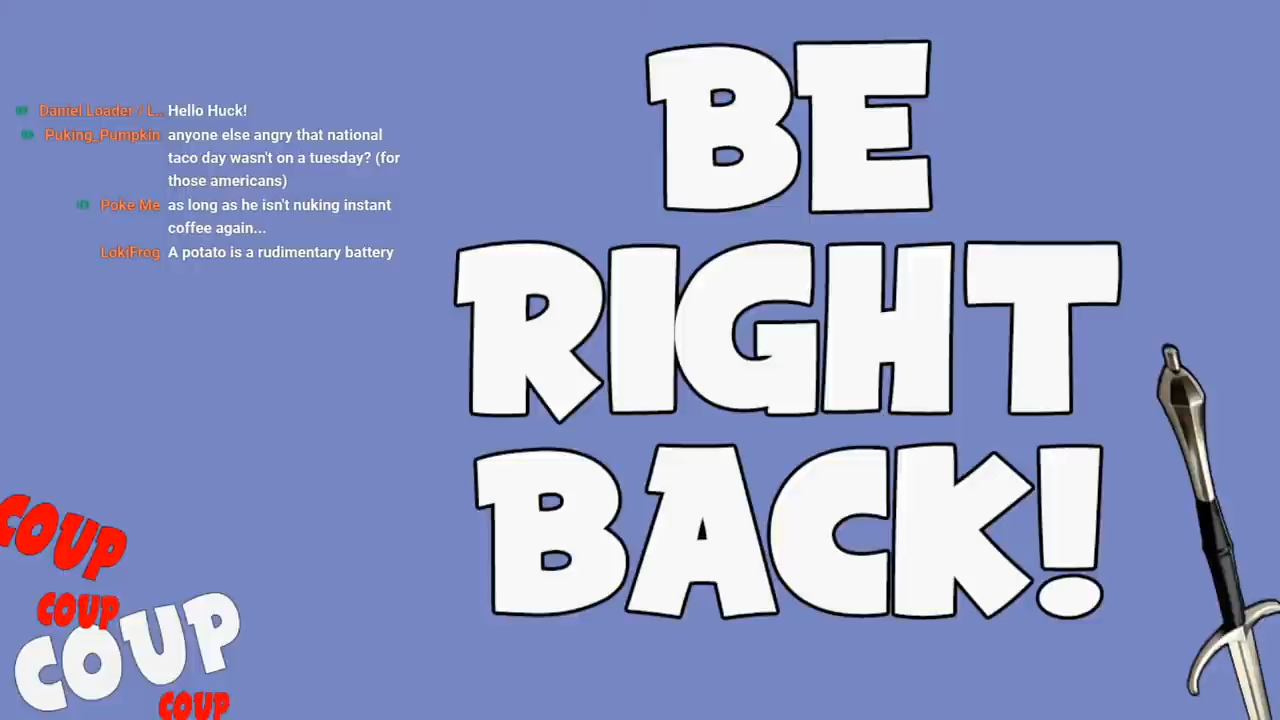 Daniel Loader / L.. Hello Huck!
Puking_Pumpkin anyone else angry that national
taco day wasn't on a tuesday? (for
those americans)
Poke Me as long as he isn't nuking instant
coffee again...
LokiFrog A potato is a rudimentary battery
BE
RIGHT
BACK!
COUP
COUP
COUP
COUP